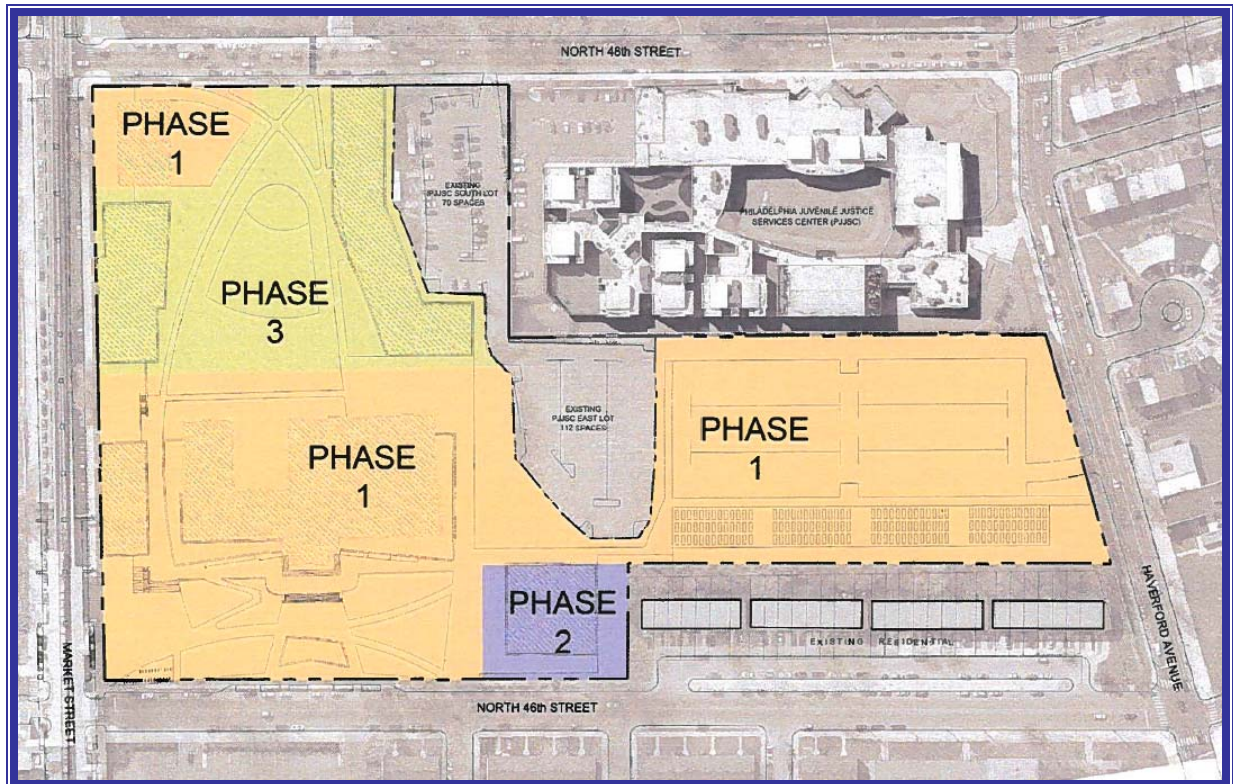 NORTH 48th STREET
PHASE
1
EXISTING
PJJSC SOUTH LOT
70 SPACES
PHILADELPHIA JUVENILE JUSTICE
SERVICES CENTER (PJJSC)
PHASE
3
EXISTING
PJJSC EAST LOT
112 SPACES
PHASE
1
PHASE
1
PHASE
2
EXISTING RESIDENTIAL
HAVERFORD AVENUE
MARKET STREET
NORTH 46th STREET